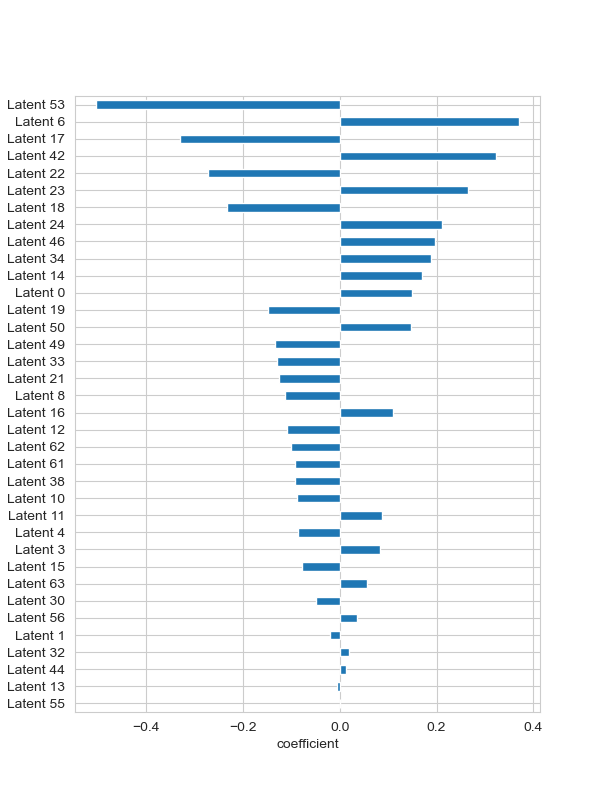 Latent 53
Latent 6
Latent 17
Latent 42
Latent 22
Latent 23
Latent 18
Latent 24
Latent 46
Latent 34
Latent 14
Latent 0
Latent 19
Latent 50
Latent 49
Latent 33
Latent 21
Latent 8
Latent 16
Latent 12
Latent 62
Latent 61
Latent 38
Latent 10
Latent 11
Latent 4
Latent 3
Latent 15
Latent 63
Latent 30
Latent 56
Latent 1
Latent 32
Latent 44
Latent 13
Latent 55
−0.4 −0.2 0.0 0.2 0.4
coefficient